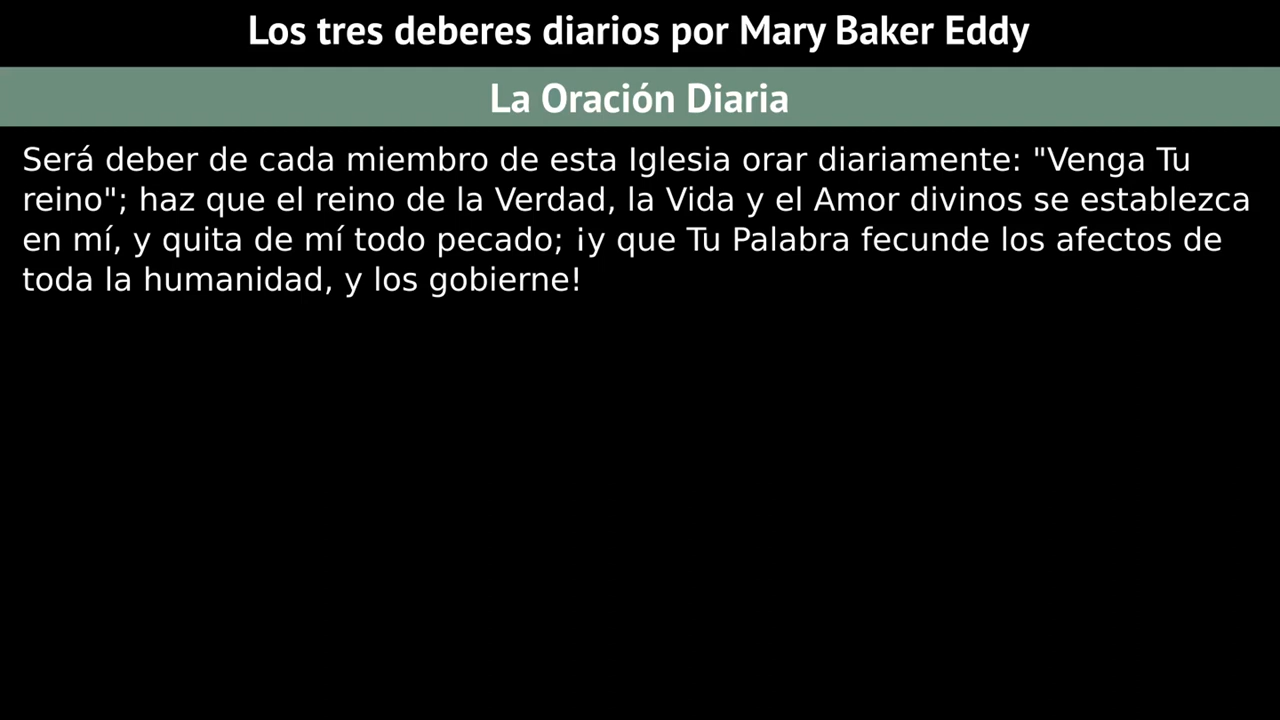 Los tres deberes diarios por Mary Baker Eddy
La Oración Diaria
Será deber de cada miembro de esta Iglesia orar diariamente: "Venga Tu
reino"; haz que el reino de la Verdad, la Vida y el Amor divinos se establezca
en mí, y quita de mí todo pecado; ¡y que Tu Palabra fecunde los afectos de
toda la humanidad, y los gobierne!